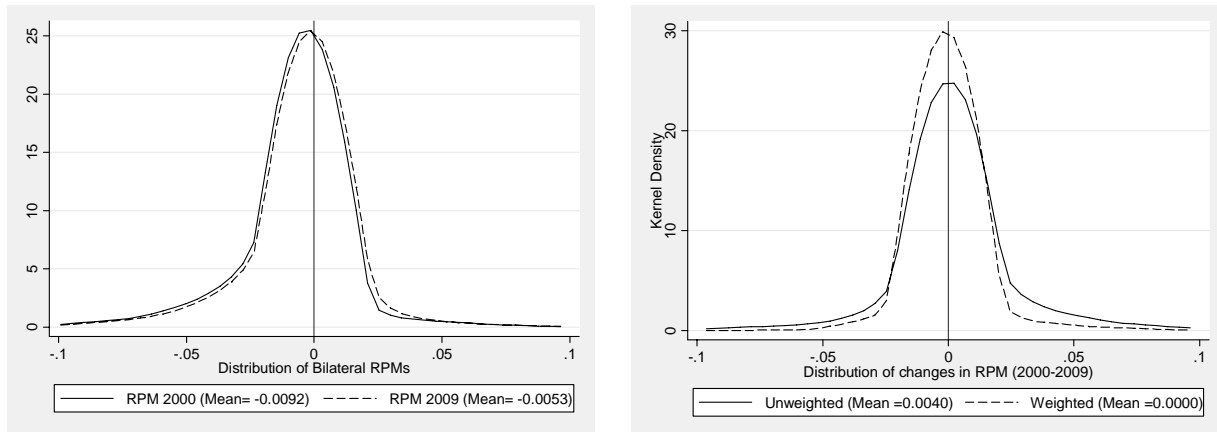 25
20
15
10
5
0
-.1 -.05 0 .05 .1
Distribution of Bilateral RPMs
RPM 2000 (Mean= -0.0092) RPM 2009 (Mean= -0.0053)
Kernel Density
30
20
10
0
-.1 -.05 0 .05 .1
Distribution of changes in RPM (2000-2009)
Unweighted (Mean =0.0040) Weighted (Mean =0.0000)